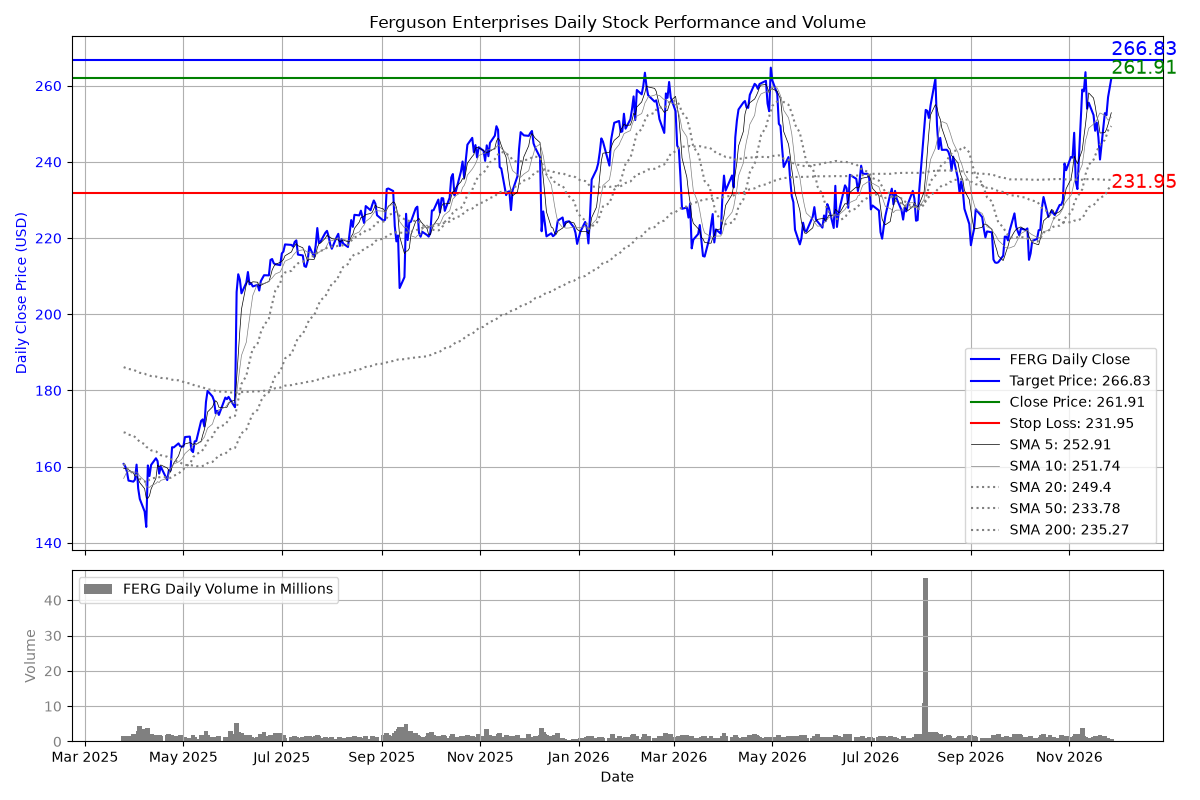 Ferguson Enterprises Daily Stock Performance and Volume
266.83
261.91
231.95
Daily Close Price (USD)
260
240
220
200
180
160
140
FERG Daily Close
Target Price: 266.83
Close Price: 261.91
Stop Loss: 231.95
SMA 5: 252.91
SMA 10: 251.74
SMA 20: 249.4
SMA 50: 233.78
SMA 200: 235.27
FERG Daily Volume in Millions
Volume
40
30
20
10
0
Mar 2025 May 2025 Jul 2025 Sep 2025 Nov 2025 Jan 2026 Mar 2026 May 2026 Jul 2026 Sep 2026 Nov 2026
Date